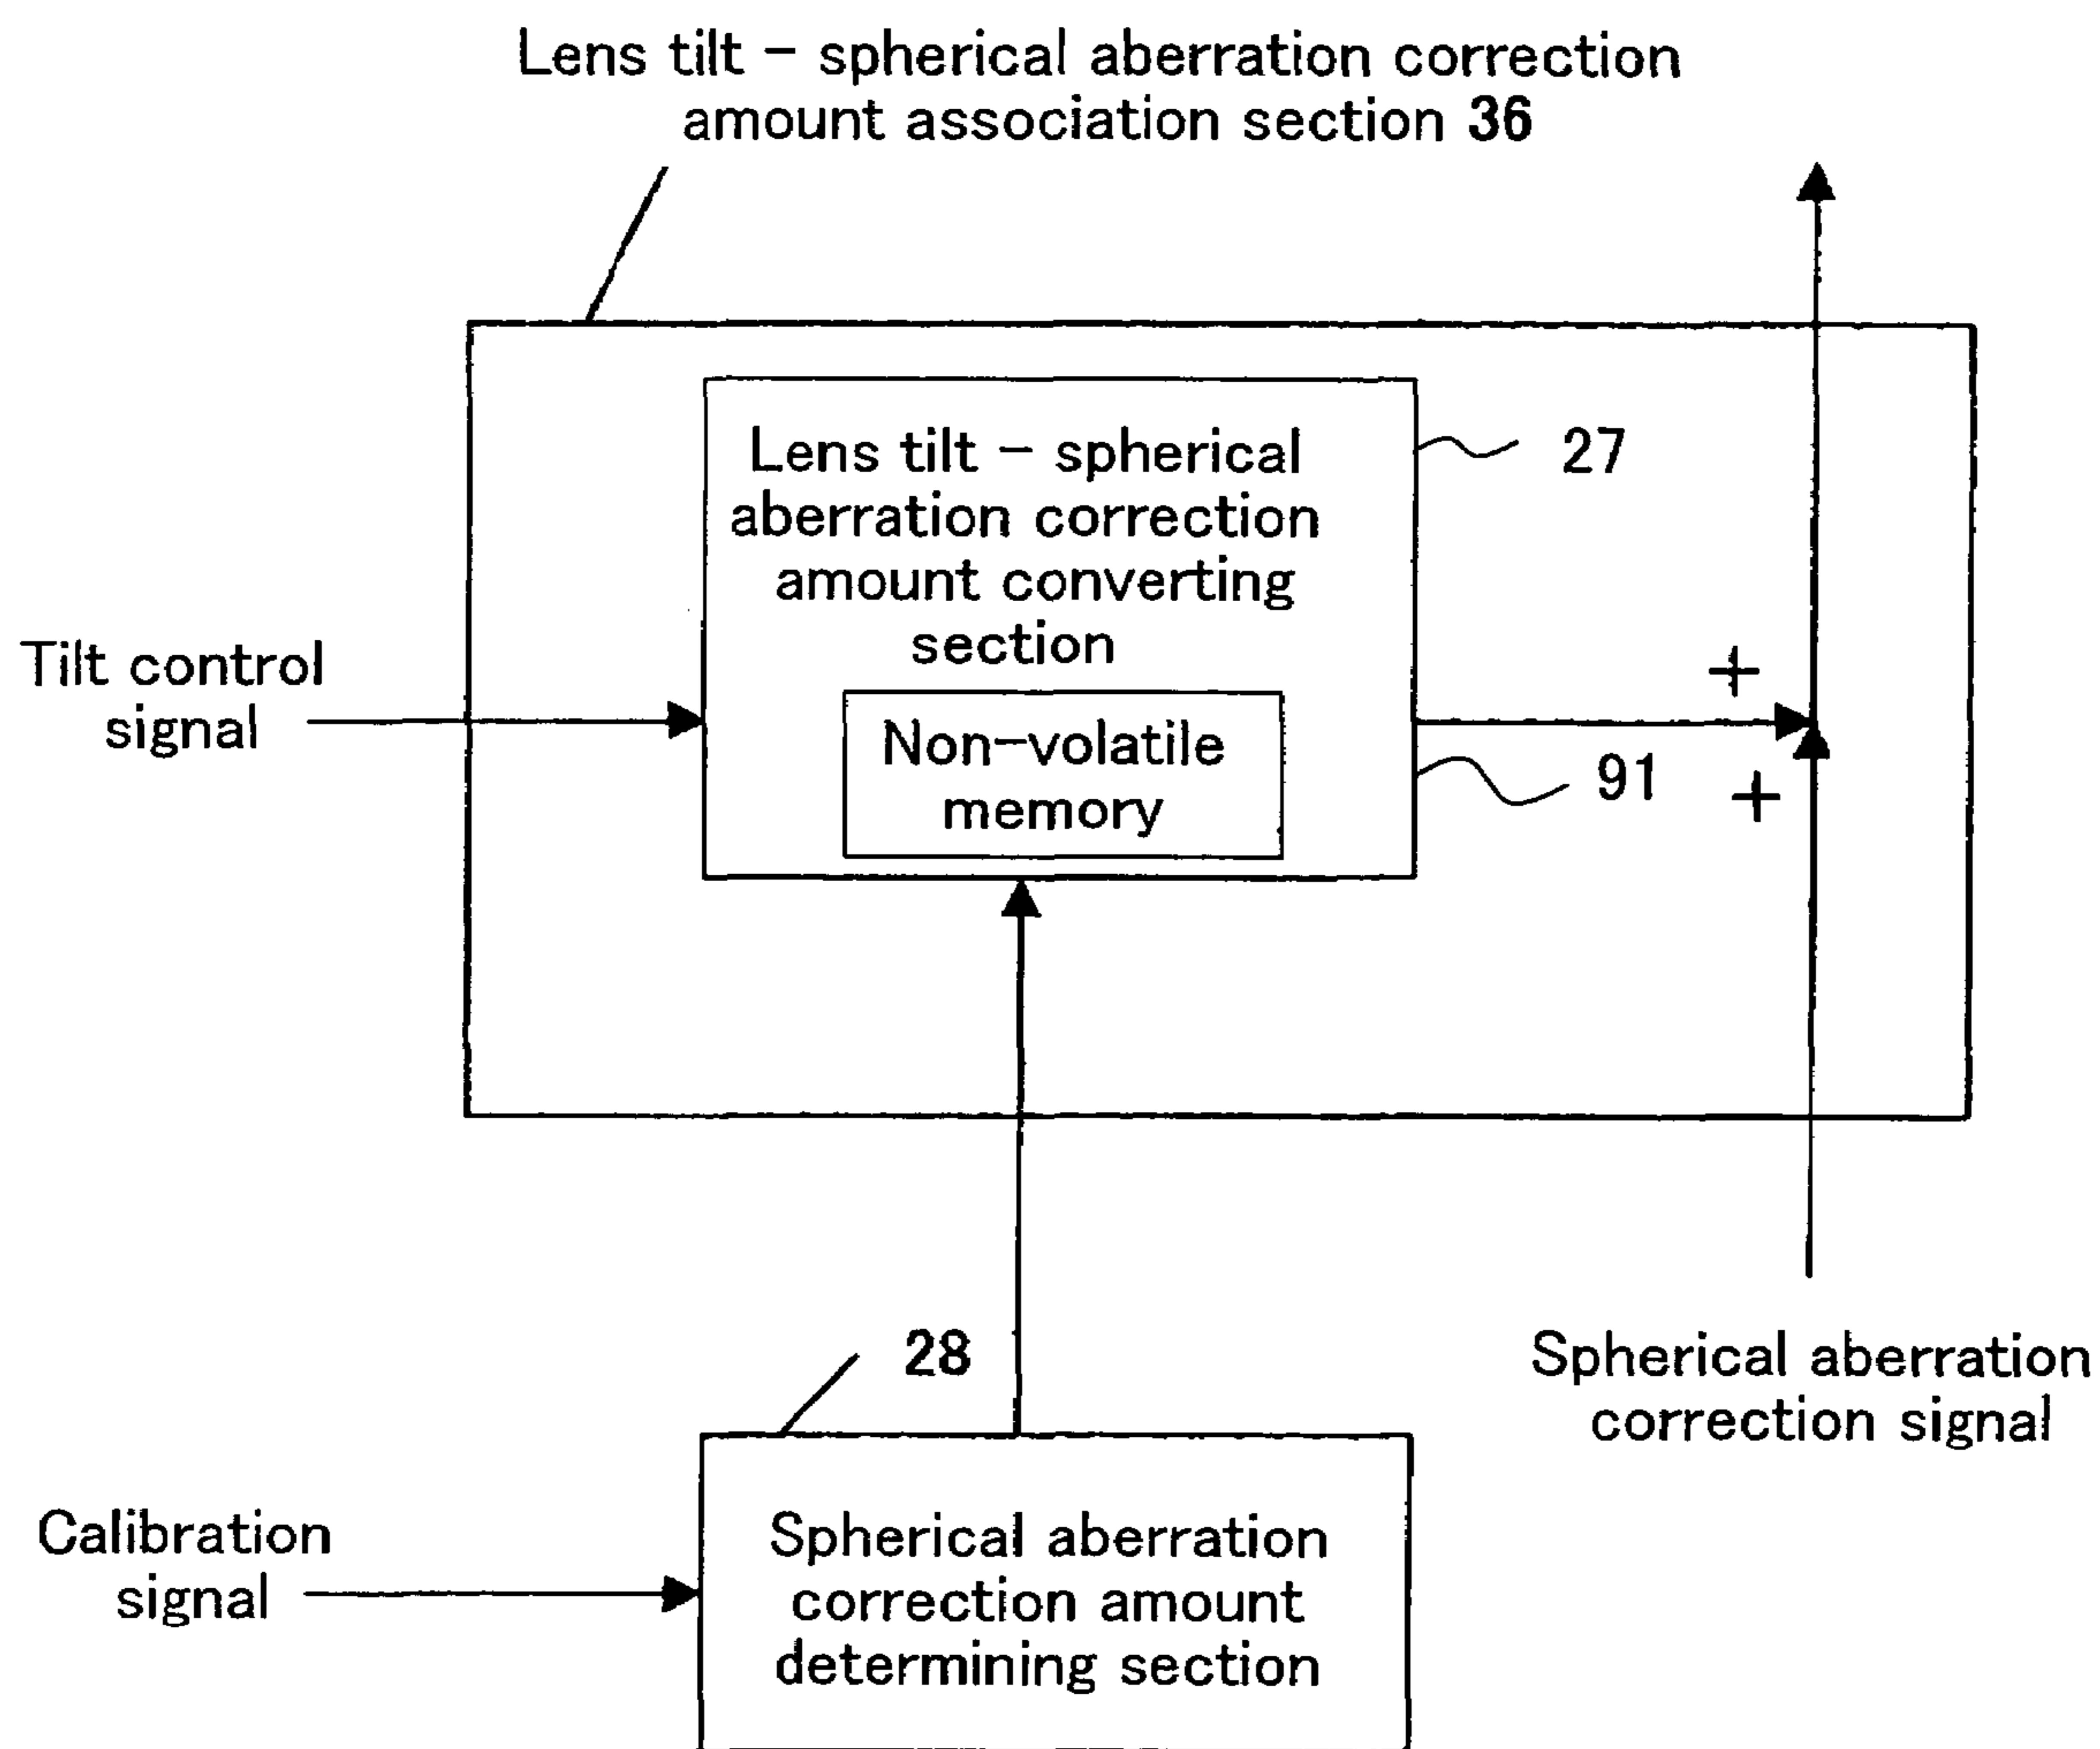 Lens tilt – spherical aberration correction
amount association section 36
Lens tilt – spherical
aberration correction
amount converting
section
27
Tilt control
signal
Non-volatile
memory
+
91
+
28
Spherical aberration
correction signal
Calibration
signal
Spherical aberration
correction amount
determining section